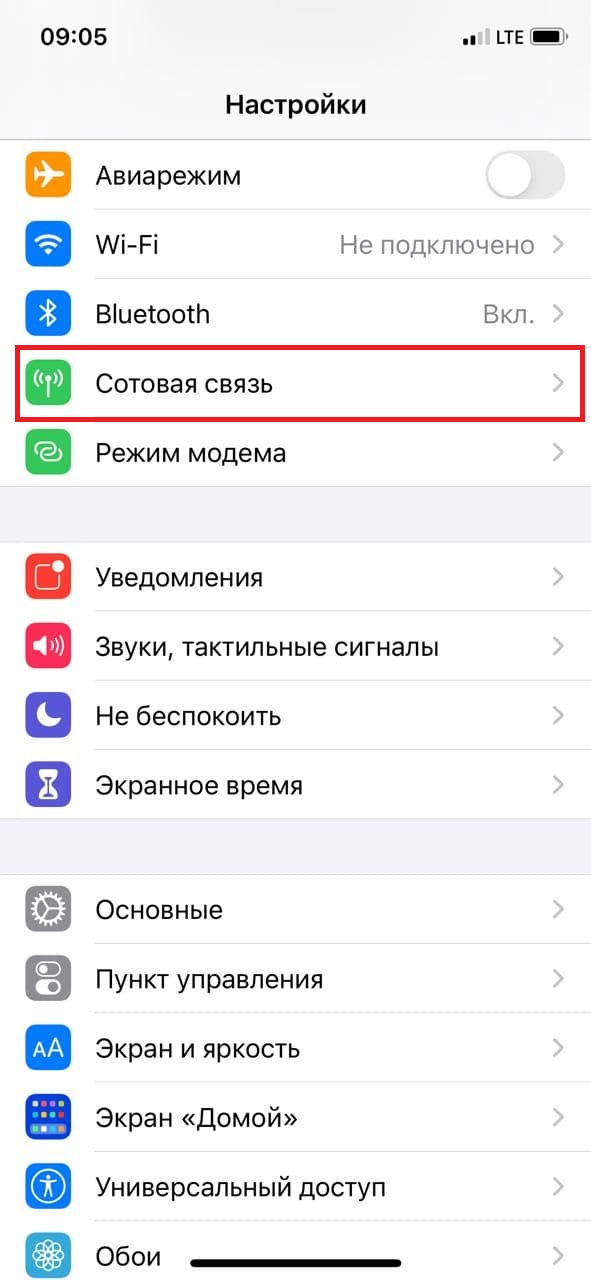 09:05 LTE
Настройки
Авиарежим
Wi-Fi Не подключено
Bluetooth Вкл.
Сотовая связь
Режим модема
Уведомления
Звуки, тактильные сигналы
Не беспокоить
Экранное время
Основные
Пункт управления
AA Экран и яркость
Экран «Домой»
Универсальный доступ
Обои